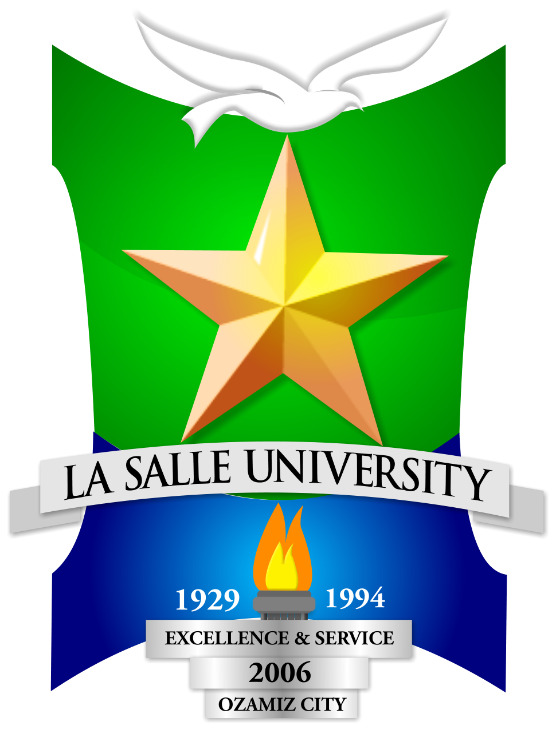 LA SALLE UNIVERSITY
1929 1994
EXCELLENCE & SERVICE
2006
OZAMIZ CITY